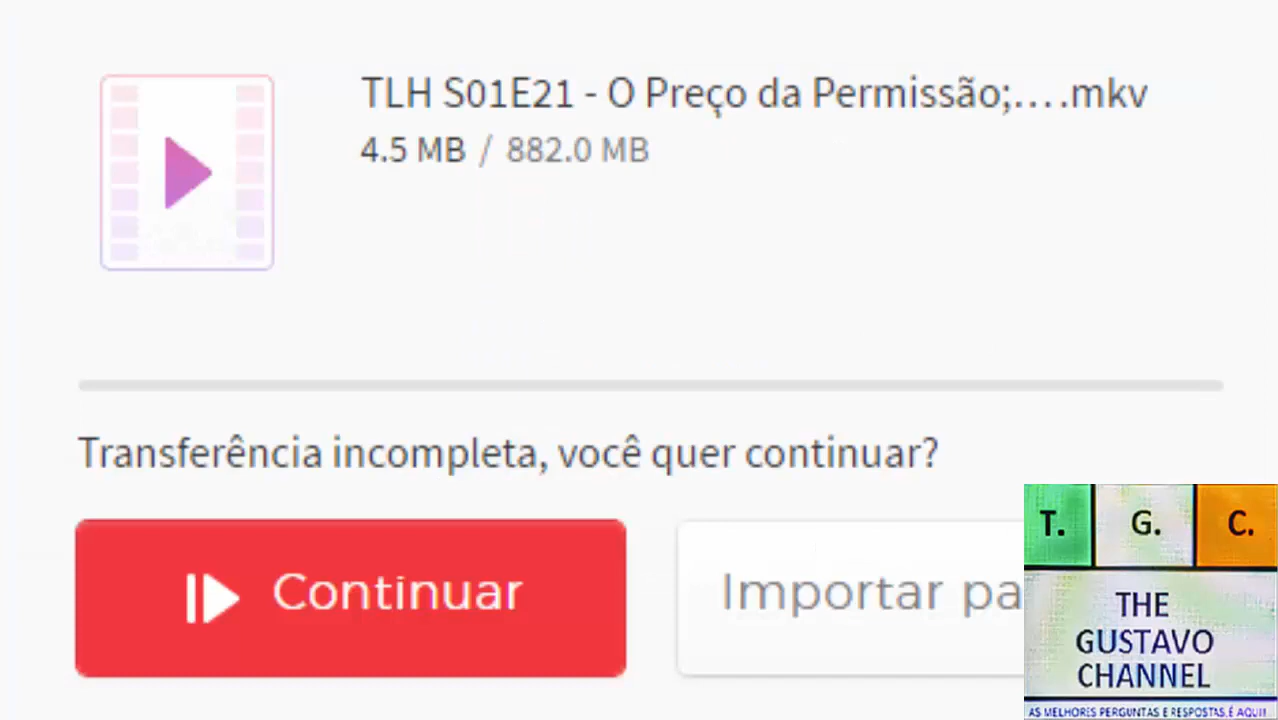 TLH S01E21 - O Preço da Permissão;....mkv
4.5 MB / 882.0 MB
Transferência incompleta, você quer continuar?
Continuar
Importar pa
T. G. C.
THE
GUSTAVO
CHANNEL
AS MELHORES PERGUNTAS E RESPOSTAS,É AQUI!